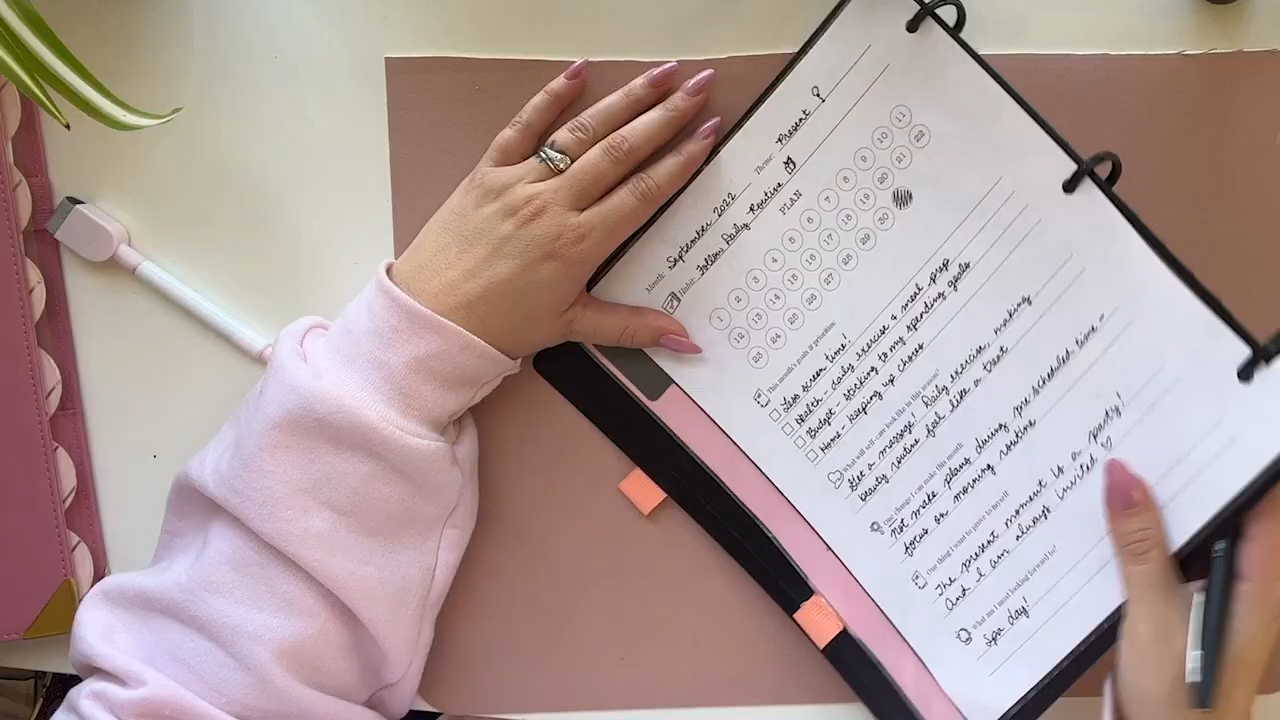 Month: September 2022 Theme: Present
Habit: Follow Daily Routine
PLAN
1 2 3 4 5 6 7 8 9 10 11
12 13 14 15 16 17 18 19 20 21 22
23 24 25 26 27 28 29 30
This month's goals & priorities:
Less screen time!
Health - daily exercise & meal prep
Budget - sticking to my spending goals
Home - keeping up chores
What will self-care look like in this season?
Get a massage! Daily exercise, making
beauty routine feel like a treat
One change I can make this month:
Not make plans during pre scheduled time -
focus on morning routine
One thing I want to prove to myself:
The present moment is a party!
and I am always invited ♡
What am I most looking forward to?
Spa day!